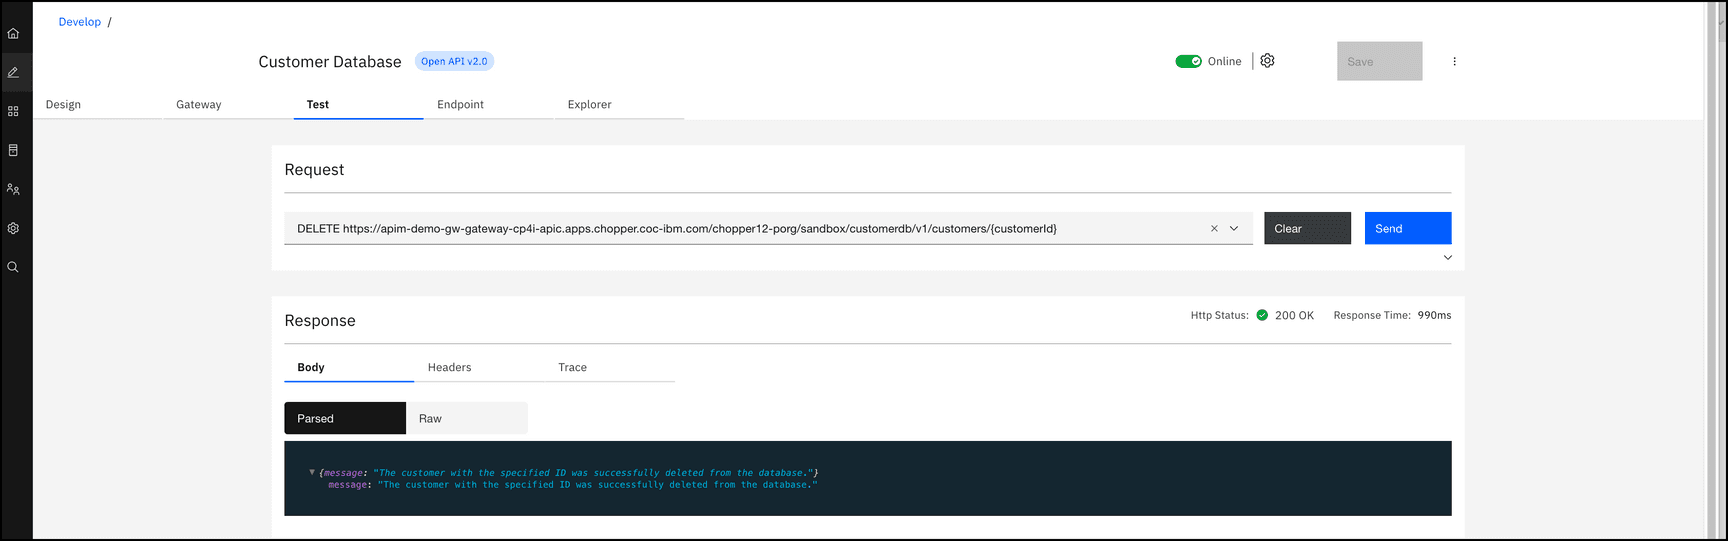 Develop /
Customer Database Open API v2.0 Online Save
Design Gateway Test Endpoint Explorer
Request
DELETE https://apim-demo-gw-gateway-cp4i-apic.apps.chopper.coc-ibm.com/chopper12-porg/sandbox/customerdb/v1/customers/{customerId} Clear Send
Response Http Status: 200 OK Response Time: 990ms
Body Headers Trace
Parsed Raw
{message: "The customer with the specified ID was successfully deleted from the database."}
message: "The customer with the specified ID was successfully deleted from the database."